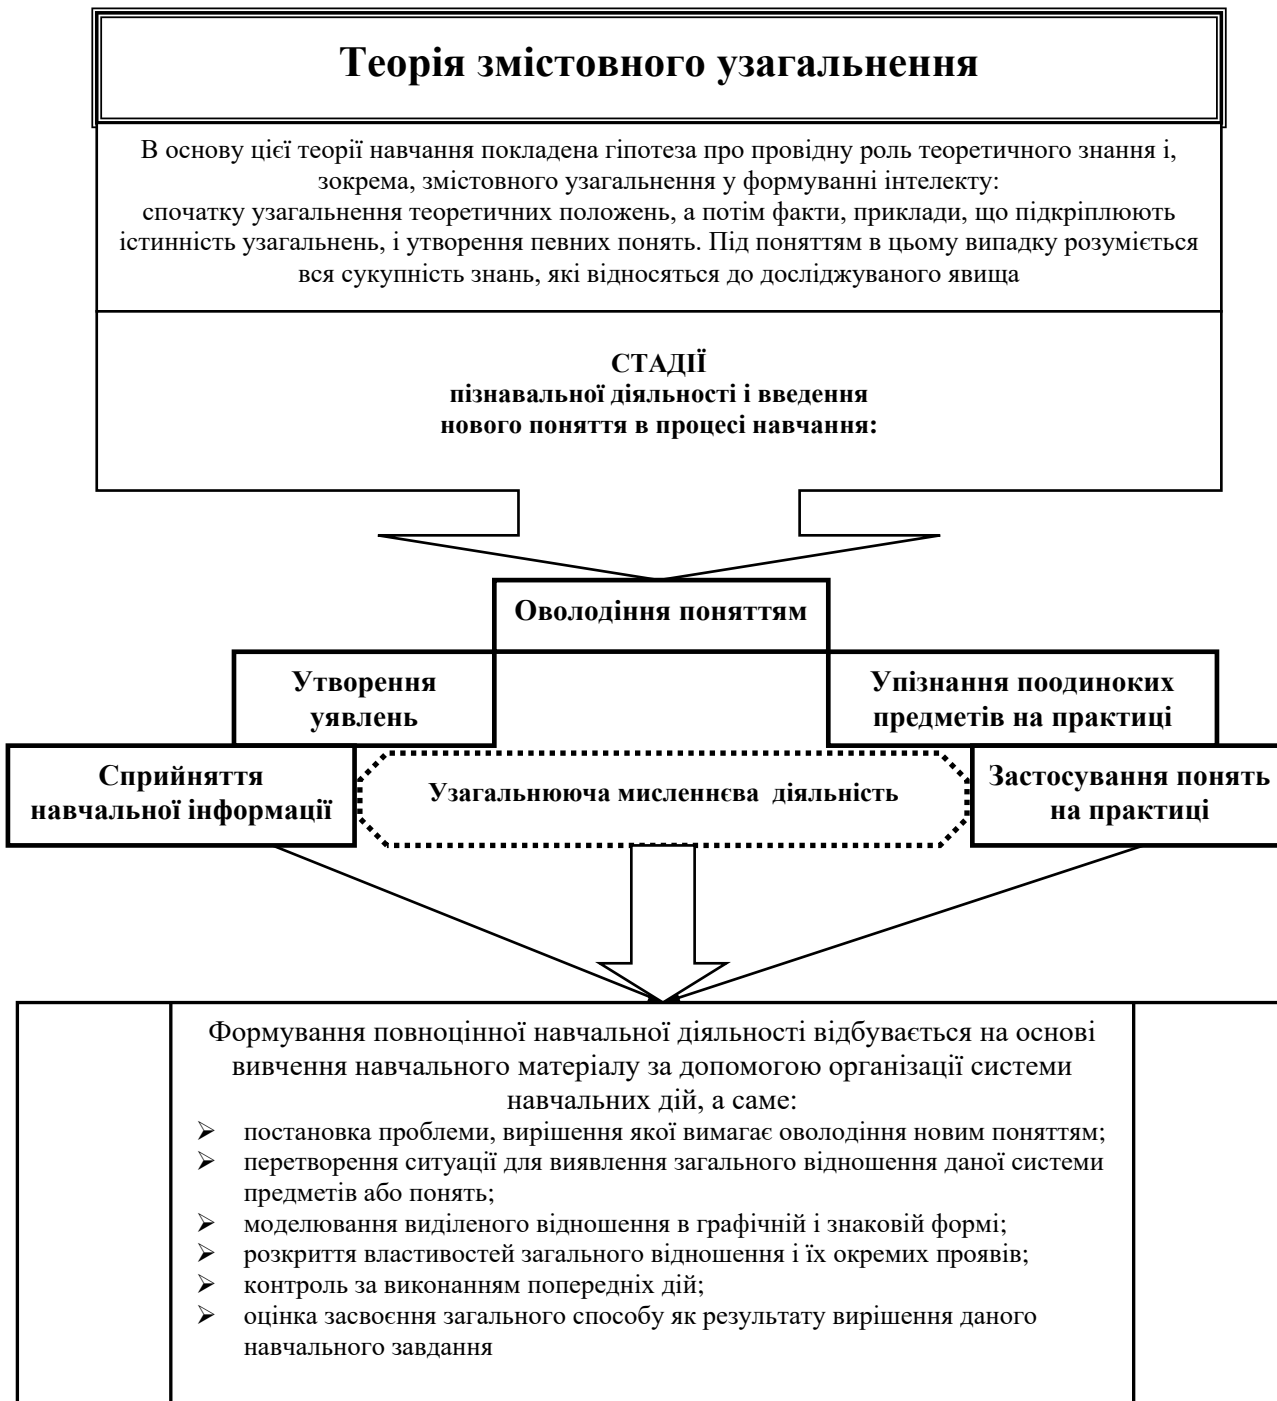 Теорія змістовного узагальнення
В основу цієї теорії навчання покладена гіпотеза про провідну роль теоретичного знання і,
зокрема, змістовного узагальнення у формуванні інтелекту:
спочатку узагальнення теоретичних положень, а потім факти, приклади, що підкріплюють
істинність узагальнень, і утворення певних понять. Під поняттям в цьому випадку розуміється
вся сукупність знань, які відносяться до досліджуваного явища
СТАДІЇ
пізнавальної діяльності і введення
нового поняття в процесі навчання:
Оволодіння поняттям
Утворення
уявлень
Упізнання поодиноких
предметів на практиці
Сприйняття
навчальної інформації
Узагальнююча мисленнєва діяльність
Застосування понять
на практиці
Формування повноцінної навчальної діяльності відбувається на основі
вивчення навчального матеріалу за допомогою організації системи
навчальних дій, а саме:
➢ постановка проблеми, вирішення якої вимагає оволодіння новим поняттям;
➢ перетворення ситуації для виявлення загального відношення даної системи
предметів або понять;
➢ моделювання виділеного відношення в графічній і знаковій формі;
➢ розкриття властивостей загального відношення і їх окремих проявів;
➢ контроль за виконанням попередніх дій;
➢ оцінка засвоєння загального способу як результату вирішення даного
навчального завдання